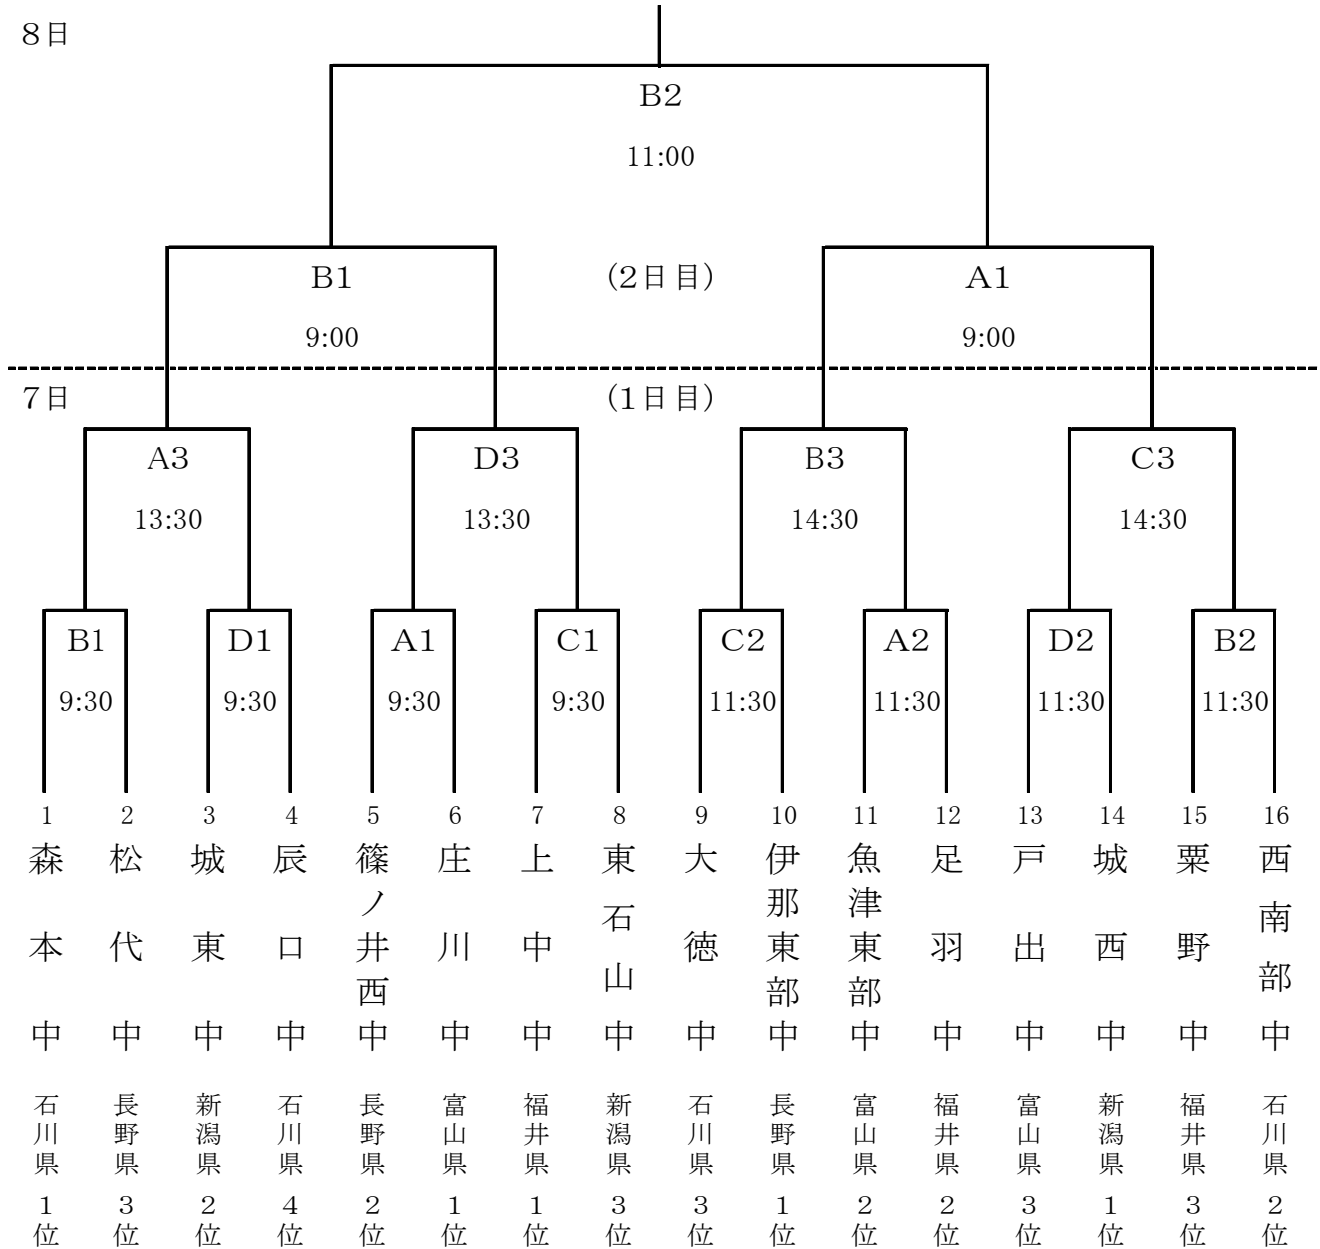 8日
B2
11:00
B1
(2日目)
A1
9:00
9:00
7日
(1日目)
A3
D3
B3
C3
13:30
13:30
14:30
14:30
B1
D1
A1
C1
C2
A2
D2
B2
9:30
9:30
9:30
9:30
11:30
11:30
11:30
11:30
1
2
3
4
5
6
7
8
9
10
11
12
13
14
15
16
森本中
松代中
城東中
辰口中
篠ノ井西中
庄川中
上中中
東石山中
大徳中
伊那東部中
魚津東部中
足羽中
戸出中
城西中
粟野中
西南部中
石川県
長野県
新潟県
石川県
長野県
富山県
福井県
新潟県
石川県
長野県
富山県
福井県
富山県
新潟県
福井県
石川県
1位
3位
2位
4位
2位
1位
1位
3位
3位
1位
2位
2位
3位
1位
3位
2位